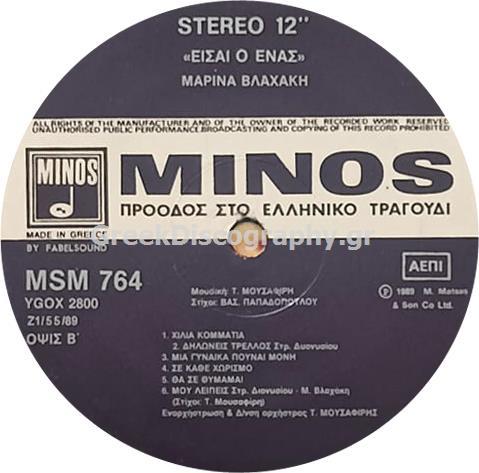 STEREO 12"
«ΕΙΣΑΙ Ο ΕΝΑΣ»
ΜΑΡΙΝΑ ΒΛΑΧΑΚΗ
ALL RIGHTS OF THE MANUFACTURER AND OF THE OWNER OF THE RECORDED WORK RESERVED
UNAUTHORISED PUBLIC PERFORMANCE, BROADCASTING AND COPYING OF THIS RECORD PROHIBITED
MINOS
MINOS
ΠΡΟΟΔΟΣ ΣΤΟ ΕΛΛΗΝΙΚΟ ΤΡΑΓΟΥΔΙ
MADE IN GREECE
BY FABELSOUND
GreekDiscography.gr
MSM 764
YGOX 2800
Z1/55/89
ΟΨΙΣ Β΄
Μουσική: Τ. ΜΟΥΣΑΦΙΡΗ
Στίχοι: ΒΑΣ. ΠΑΠΑΔΟΠΟΥΛΟΥ
ΑΕΠΙ
℗ 1989 M. Matsas
& Son Co Ltd.
1. ΧΙΛΙΑ ΚΟΜΜΑΤΙΑ
2. ΔΗΛΩΝΕΙΣ ΤΡΕΛΛΟΣ Στρ. Διονυσίου
3. ΜΙΑ ΓΥΝΑΙΚΑ ΠΟΥΝΑΙ ΜΟΝΗ
4. ΣΕ ΚΑΘΕ ΧΩΡΙΣΜΟ
5. ΘΑ ΣΕ ΘΥΜΑΜΑΙ
6. ΜΟΥ ΛΕΙΠΕΙΣ Στρ. Διονυσίου - Μ. Βλαχάκη
(Στίχοι: Τ. Μουσαφίρη)
Ενορχήστρωση & Δ/νση ορχήστρας Τ. ΜΟΥΣΑΦΙΡΗΣ